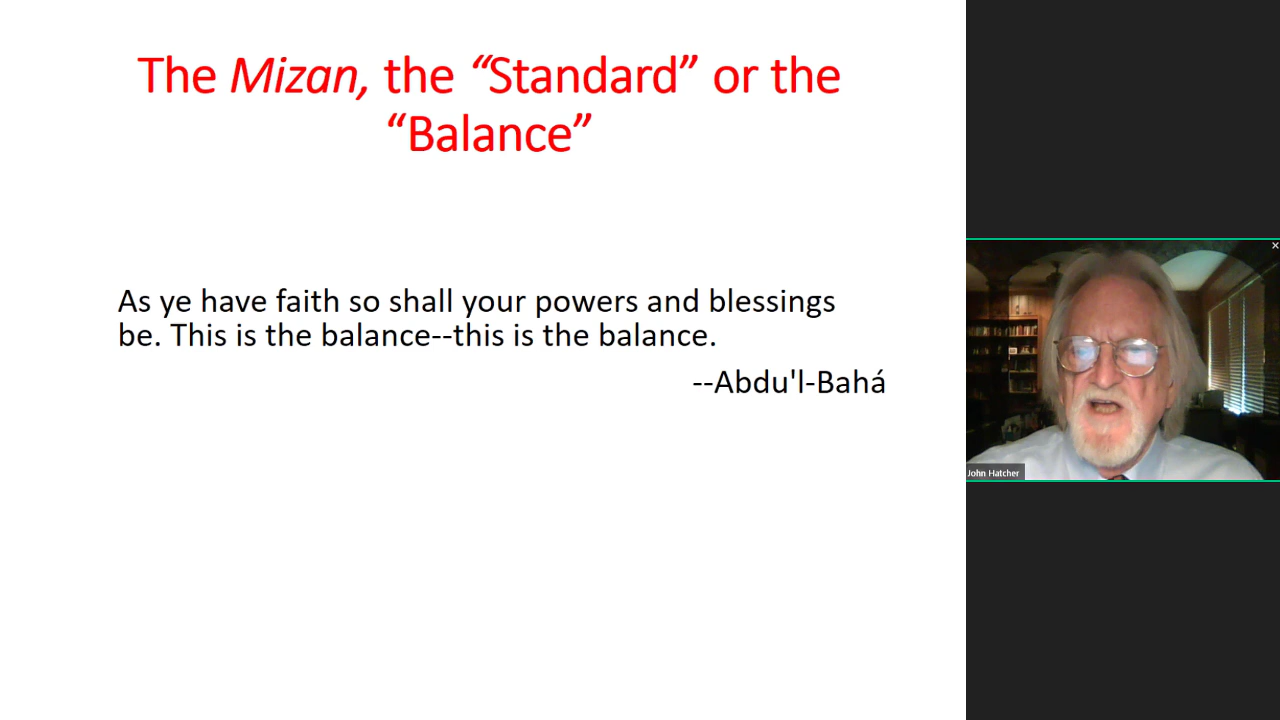 The Mizan, the “Standard” or the
“Balance”
As ye have faith so shall your powers and blessings
be. This is the balance--this is the balance.
--Abdu'l-Bahá
John Hatcher